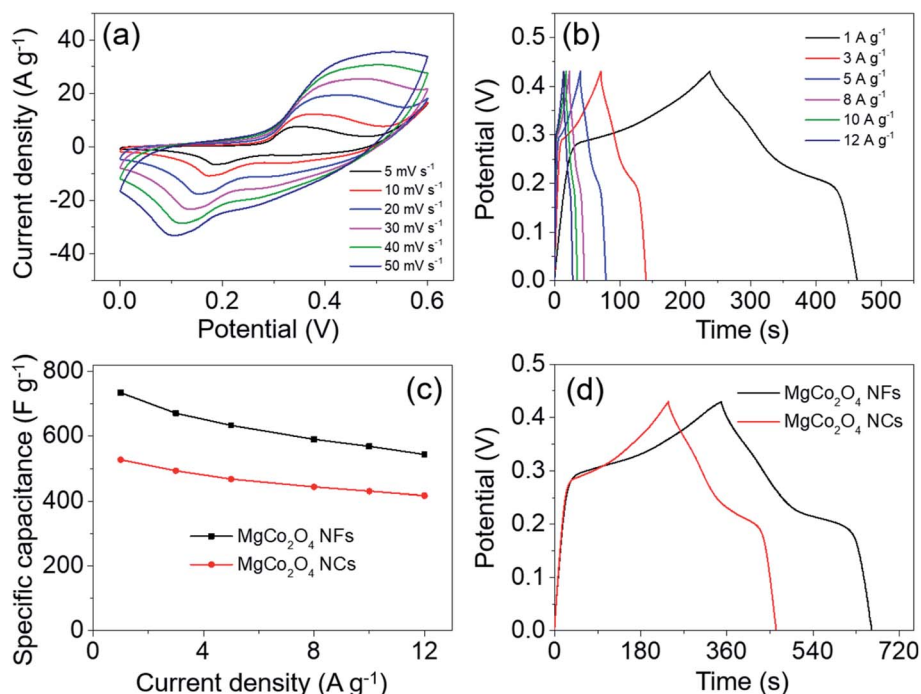 (a)
Current density (A g⁻¹)
40
20
0
-20
-40
5 mV s⁻¹
10 mV s⁻¹
20 mV s⁻¹
30 mV s⁻¹
40 mV s⁻¹
50 mV s⁻¹
0.0 0.2 0.4 0.6
Potential (V)
(b)
Potential (V)
0.5
0.4
0.3
0.2
0.1
0.0
1 A g⁻¹
3 A g⁻¹
5 A g⁻¹
8 A g⁻¹
10 A g⁻¹
12 A g⁻¹
0 100 200 300 400 500
Time (s)
(c)
Specific capacitance (F g⁻¹)
800
600
400
200
0
MgCo₂O₄ NFs
MgCo₂O₄ NCs
0 4 8 12
Current density (A g⁻¹)
(d)
Potential (V)
0.5
0.4
0.3
0.2
0.1
0.0
MgCo₂O₄ NFs
MgCo₂O₄ NCs
0 180 360 540 720
Time (s)